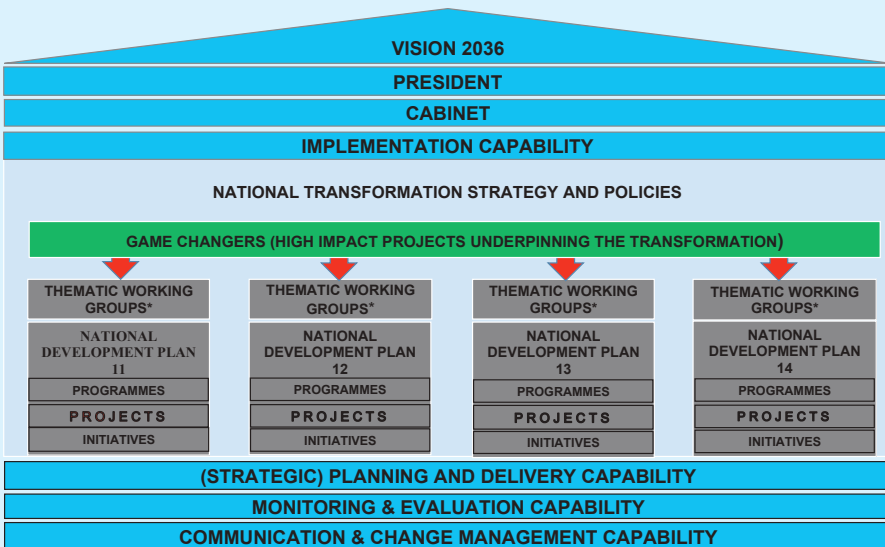 VISION 2036
PRESIDENT
CABINET
IMPLEMENTATION CAPABILITY
NATIONAL TRANSFORMATION STRATEGY AND POLICIES
GAME CHANGERS (HIGH IMPACT PROJECTS UNDERPINNING THE TRANSFORMATION)
THEMATIC WORKING
GROUPS*
NATIONAL
DEVELOPMENT PLAN
11
PROGRAMMES
PROJECTS
INITIATIVES
THEMATIC WORKING
GROUPS*
NATIONAL
DEVELOPMENT PLAN
12
PROGRAMMES
PROJECTS
INITIATIVES
THEMATIC WORKING
GROUPS*
NATIONAL
DEVELOPMENT PLAN
13
PROGRAMMES
PROJECTS
INITIATIVES
THEMATIC WORKING
GROUPS*
NATIONAL
DEVELOPMENT PLAN
14
PROGRAMMES
PROJECTS
INITIATIVES
(STRATEGIC) PLANNING AND DELIVERY CAPABILITY
MONITORING & EVALUATION CAPABILITY
COMMUNICATION & CHANGE MANAGEMENT CAPABILITY